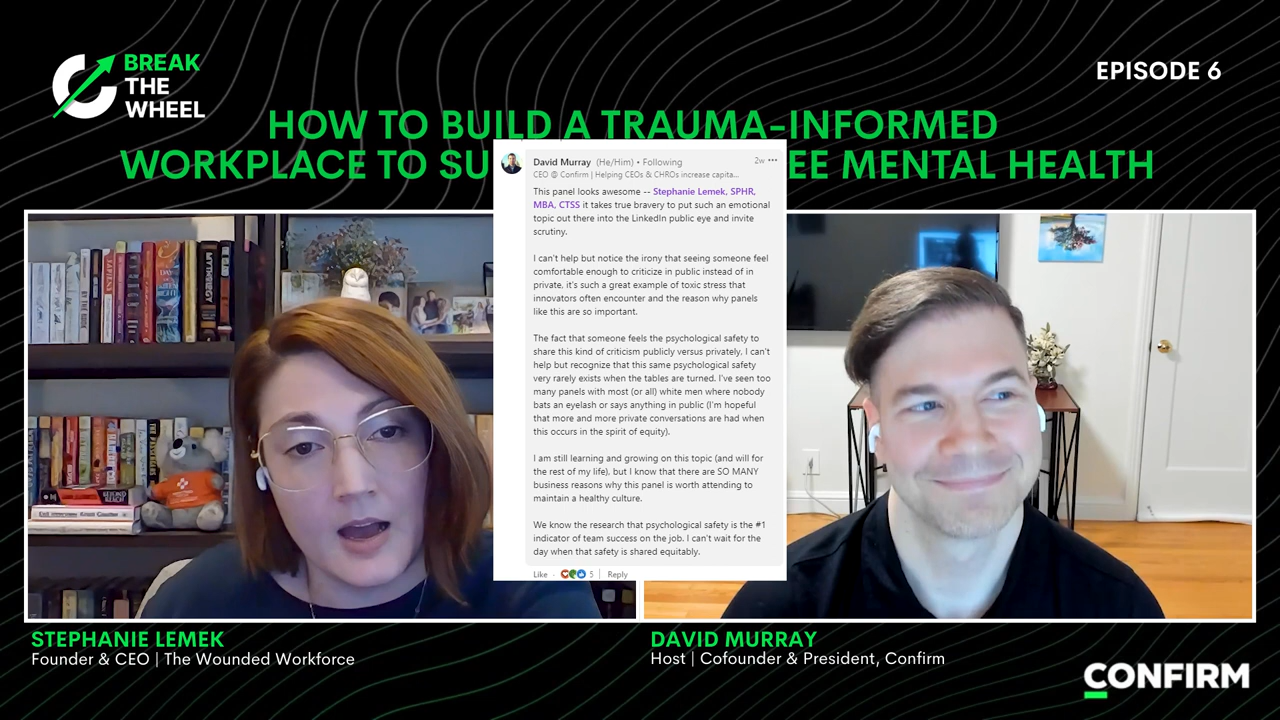 BREAK
THE
WHEEL
EPISODE 6
HOW TO BUILD A TRAUMA-INFORMED
WORKPLACE TO SU EE MENTAL HEALTH
David Murray (He/Him) • Following
2w •••
CEO @ Confirm | Helping CEOs & CHROs increase capita...
This panel looks awesome -- Stephanie Lemek, SPHR,
MBA, CTSS it takes true bravery to put such an emotional
topic out there into the LinkedIn public eye and invite
scrutiny.
I can't help but notice the irony that seeing someone feel
comfortable enough to criticize in public instead of in
private, it's such a great example of toxic stress that
innovators often encounter and the reason why panels
like this are so important.
The fact that someone feels the psychological safety to
share this kind of criticism publicly versus privately. I can't
help but recognize that this same psychological safety
very rarely exists when the tables are turned. I've seen too
many panels with most (or all) white men where nobody
bats an eyelash or says anything in public (I'm hopeful
that more and more private conversations are had when
this occurs in the spirit of equity).
I am still learning and growing on this topic (and will for
the rest of my life), but I know that there are SO MANY
business reasons why this panel is worth attending to
maintain a healthy culture.
We know the research that psychological safety is the #1
indicator of team success on the job. I can't wait for the
day when that safety is shared equitably.
Like · 5 | Reply
SAPIENS
BEYOND
REACH
Exit Interview
STEPHANIE LEMEK
Founder & CEO | The Wounded Workforce
DAVID MURRAY
Host | Cofounder & President, Confirm
CONFIRM